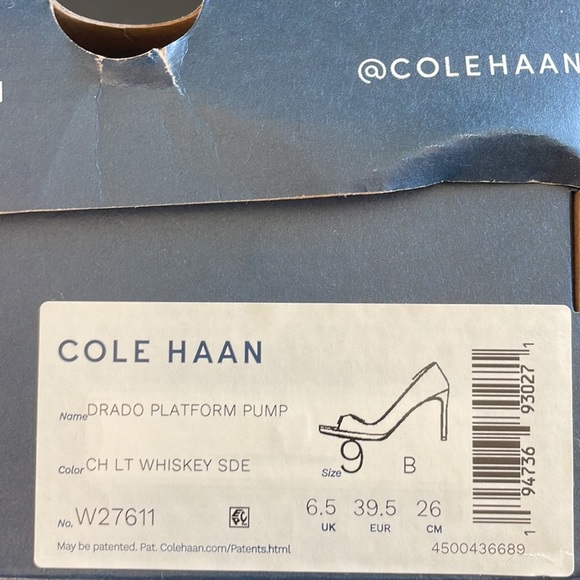 @COLEHAAN
COLE HAAN
Name DRADO PLATFORM PUMP
Color CH LT WHISKEY SDE
Size 9 B
No. W27611
6.5 39.5 26
UK EUR CM
May be patented. Pat. Colehaan.com/Patents.html
4500436689
1 94736 93027 1